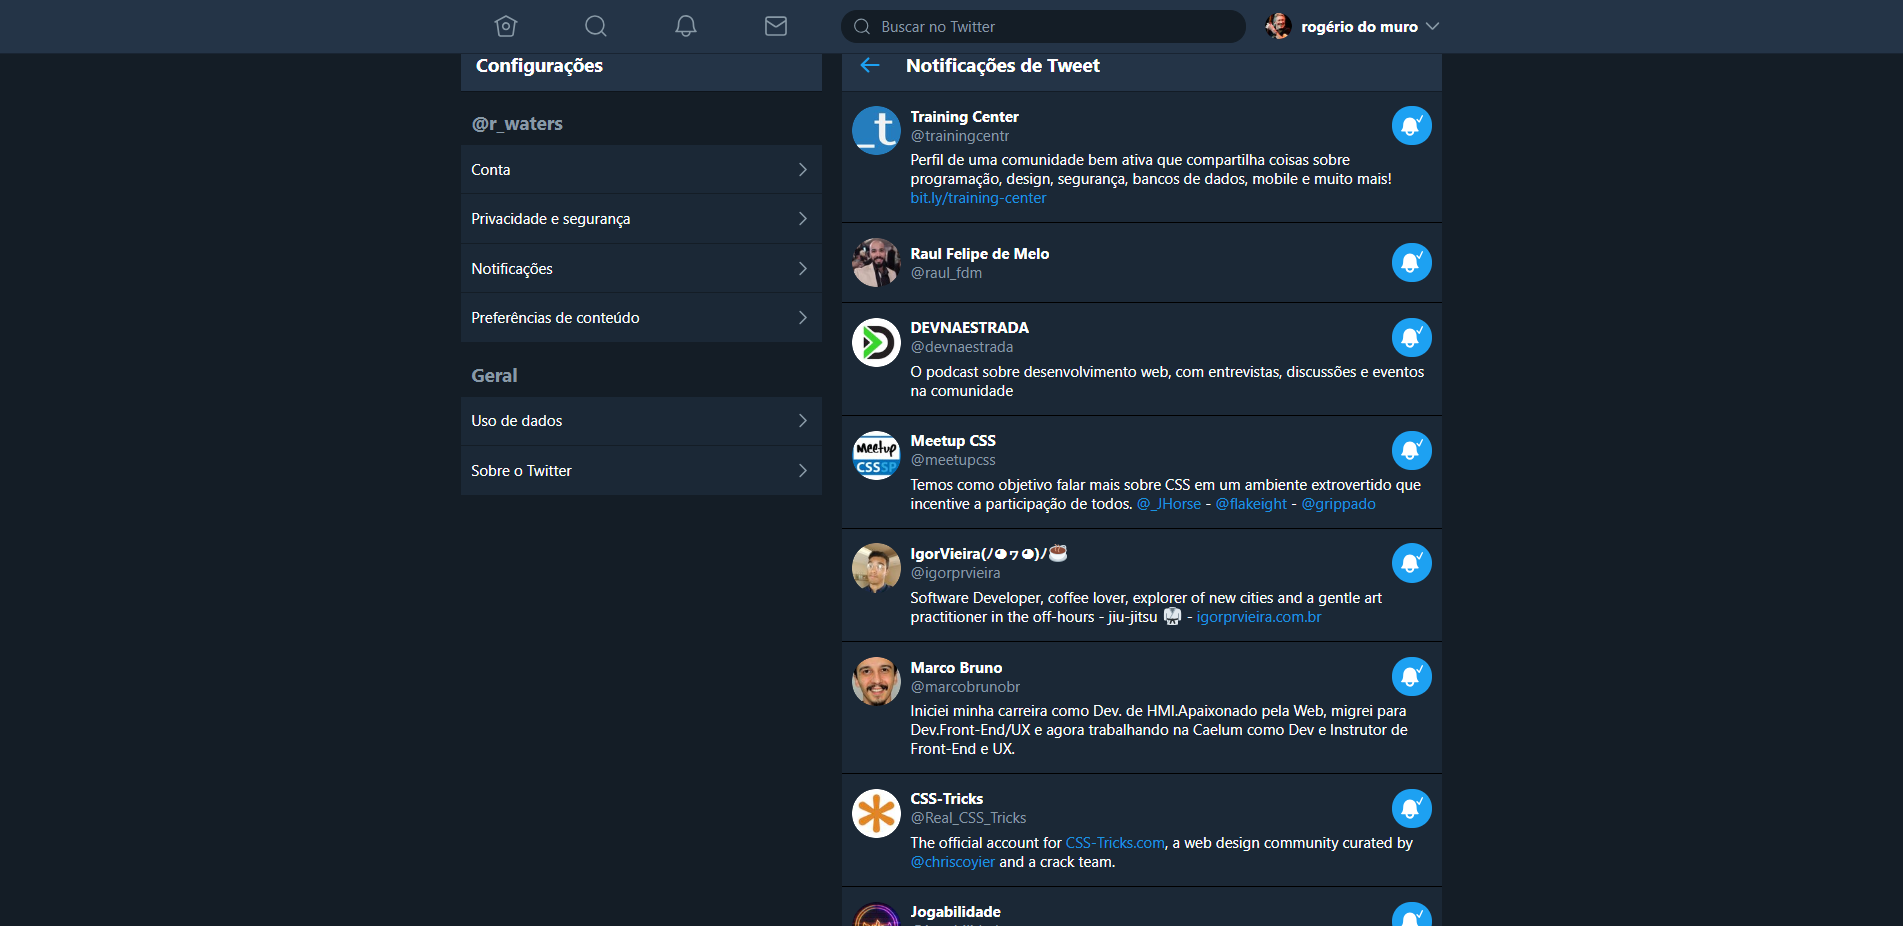 Buscar no Twitter
rogério do muro
Configurações
@r_waters
Conta
Privacidade e segurança
Notificações
Preferências de conteúdo
Geral
Uso de dados
Sobre o Twitter
Notificações de Tweet
_t
Training Center
@trainingcentr
Perfil de uma comunidade bem ativa que compartilha coisas sobre
programação, design, segurança, bancos de dados, mobile e muito mais!
bit.ly/training-center
Raul Felipe de Melo
@raul_fdm
DEVNAESTRADA
@devnaestrada
O podcast sobre desenvolvimento web, com entrevistas, discussões e eventos
na comunidade
Meetup
CSSSP
Meetup CSS
@meetupcss
Temos como objetivo falar mais sobre CSS em um ambiente extrovertido que
incentive a participação de todos. @_JHorse - @flakeight - @grippado
IgorVieira(/◕ヮ◕)/☕
@igorprvieira
Software Developer, coffee lover, explorer of new cities and a gentle art
practitioner in the off-hours - jiu-jitsu 🥋 - igorprvieira.com.br
Marco Bruno
@marcobrunobr
Iniciei minha carreira como Dev. de HMI.Apaixonado pela Web, migrei para
Dev.Front-End/UX e agora trabalhando na Caelum como Dev e Instrutor de
Front-End e UX.
CSS-Tricks
@Real_CSS_Tricks
The official account for CSS-Tricks.com, a web design community curated by
@chriscoyier and a crack team.
Jogabilidade